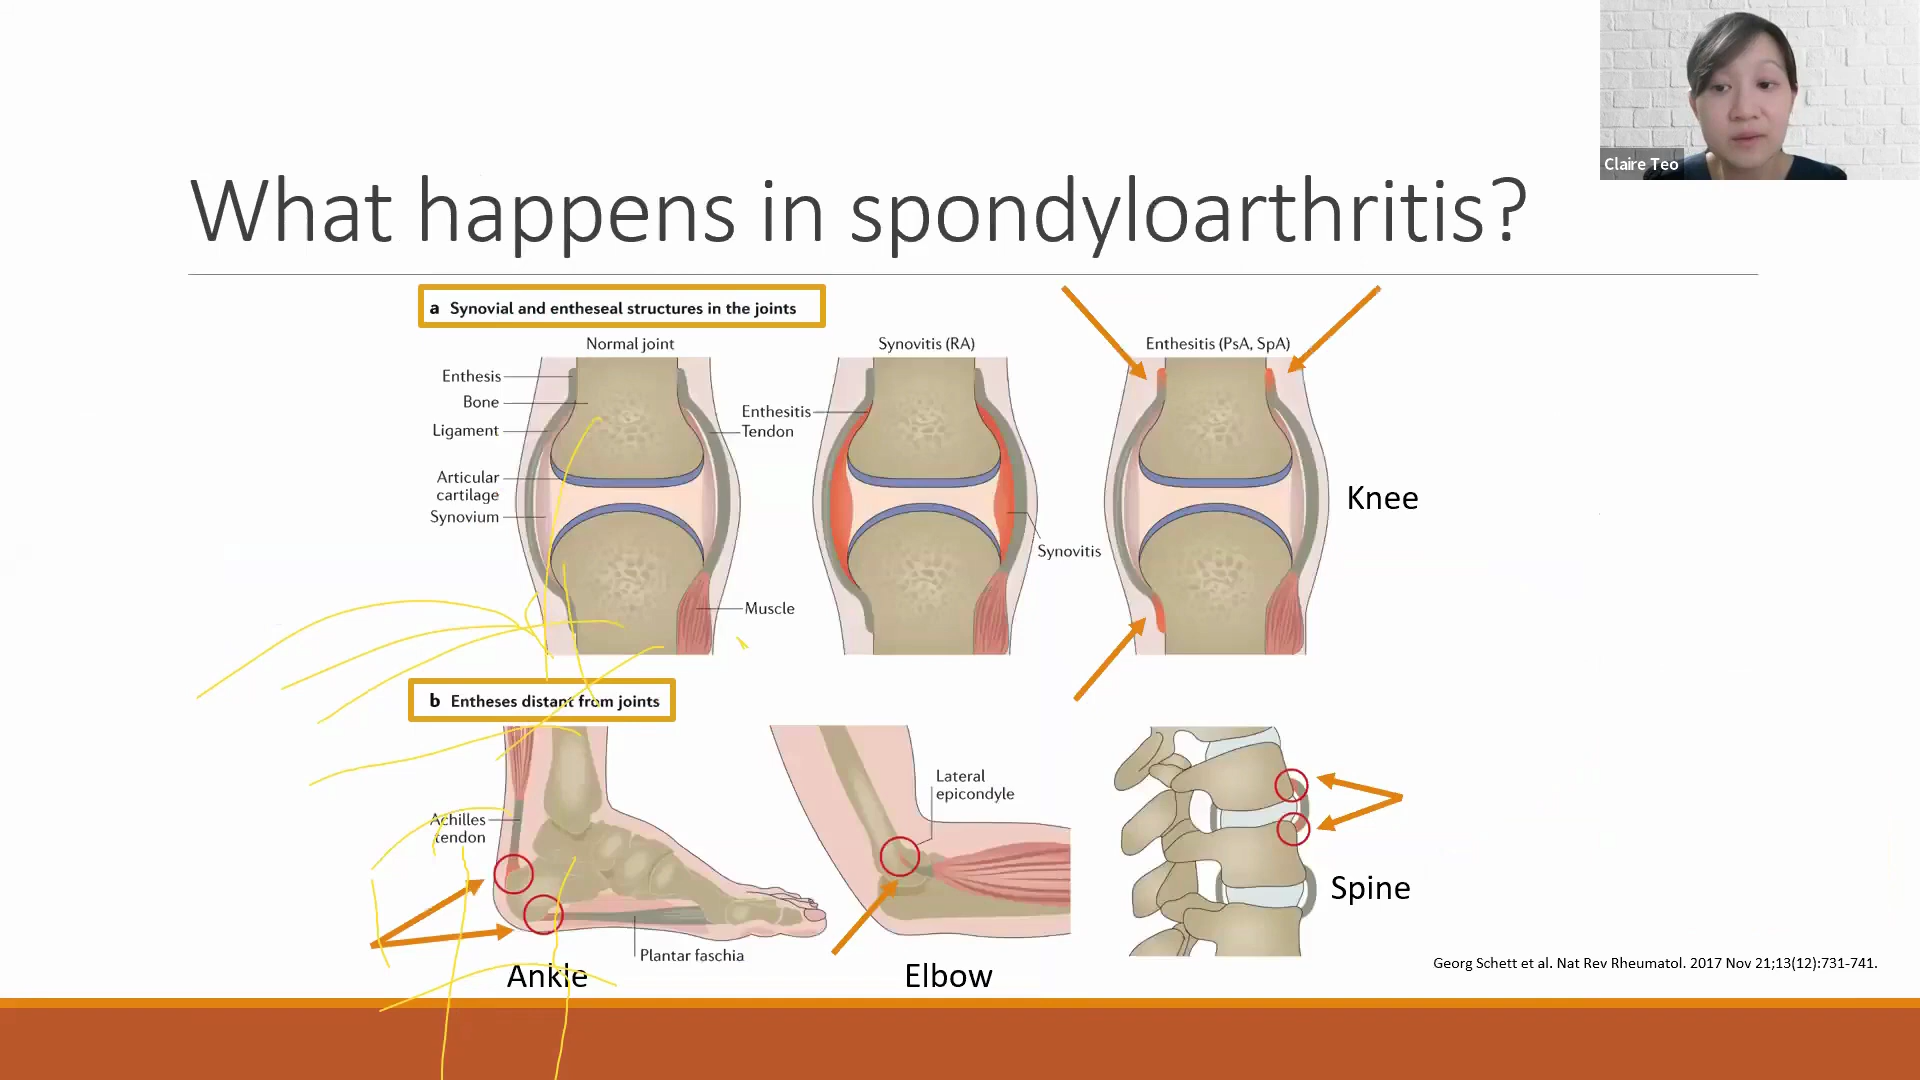 Claire Teo
What happens in spondyloarthritis?
a Synovial and entheseal structures in the joints
Normal joint
Synovitis (RA)
Enthesitis (PsA, SpA)
Enthesis
Bone
Ligament
Articular
cartilage
Synovium
Enthesitis
Tendon
Synovitis
Muscle
Knee
b Entheses distant from joints
Achilles
tendon
Plantar faschia
Lateral
epicondyle
Ankle
Elbow
Spine
Georg Schett et al. Nat Rev Rheumatol. 2017 Nov 21;13(12):731-741.